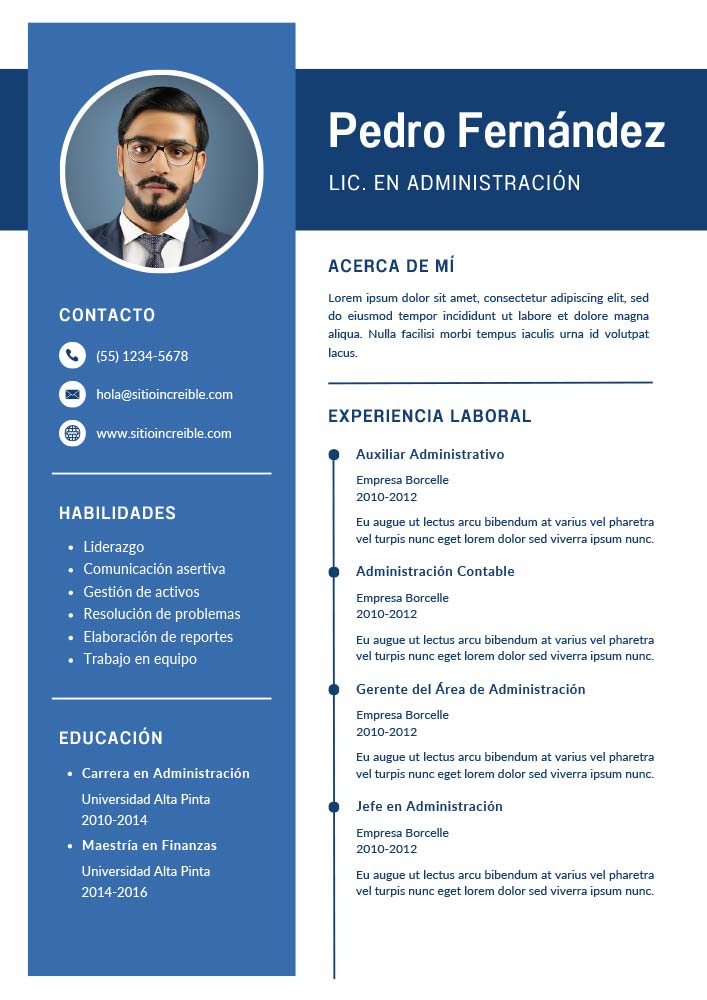 Pedro Fernández
LIC. EN ADMINISTRACIÓN
CONTACTO
(55) 1234-5678
hola@sitioincreible.com
www.sitioincreible.com
HABILIDADES
Liderazgo
Comunicación asertiva
Gestión de activos
Resolución de problemas
Elaboración de reportes
Trabajo en equipo
EDUCACIÓN
Carrera en Administración
Universidad Alta Pinta
2010-2014
Maestría en Finanzas
Universidad Alta Pinta
2014-2016
ACERCA DE MÍ
Lorem ipsum dolor sit amet, consectetur adipiscing elit, sed
do eiusmod tempor incididunt ut labore et dolore magna
aliqua. Nulla facilisi morbi tempus iaculis urna id volutpat
lacus.
EXPERIENCIA LABORAL
Auxiliar Administrativo
Empresa Borcelle
2010-2012
Eu augue ut lectus arcu bibendum at varius vel pharetra
vel turpis nunc eget lorem dolor sed viverra ipsum nunc.
Administración Contable
Empresa Borcelle
2010-2012
Eu augue ut lectus arcu bibendum at varius vel pharetra
vel turpis nunc eget lorem dolor sed viverra ipsum nunc.
Gerente del Área de Administración
Empresa Borcelle
2010-2012
Eu augue ut lectus arcu bibendum at varius vel pharetra
vel turpis nunc eget lorem dolor sed viverra ipsum nunc.
Jefe en Administración
Empresa Borcelle
2010-2012
Eu augue ut lectus arcu bibendum at varius vel pharetra
vel turpis nunc eget lorem dolor sed viverra ipsum nunc.